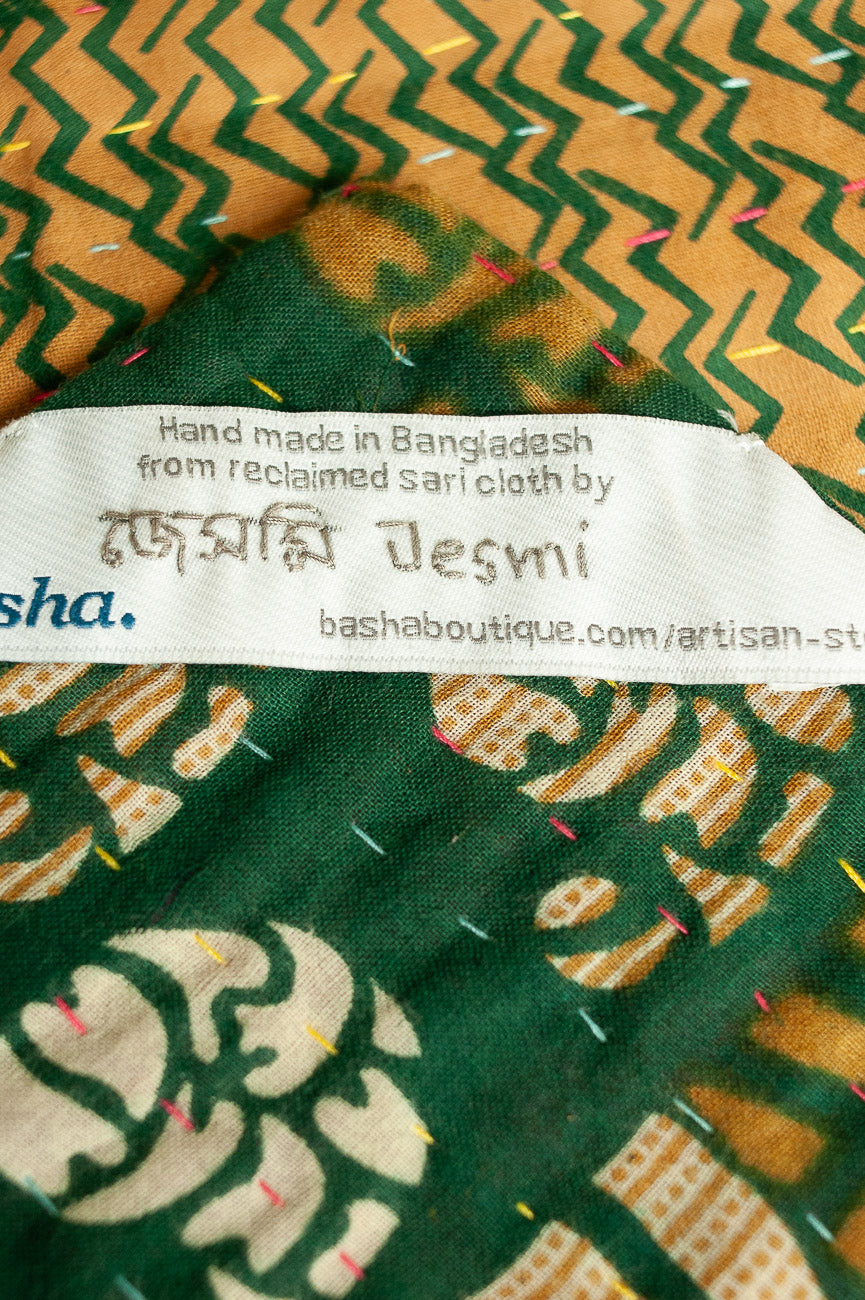 Hand made in Bangladesh
from reclaimed sari cloth by
জেসমি Jesmi
sha.
bashaboutique.com/artisan-st